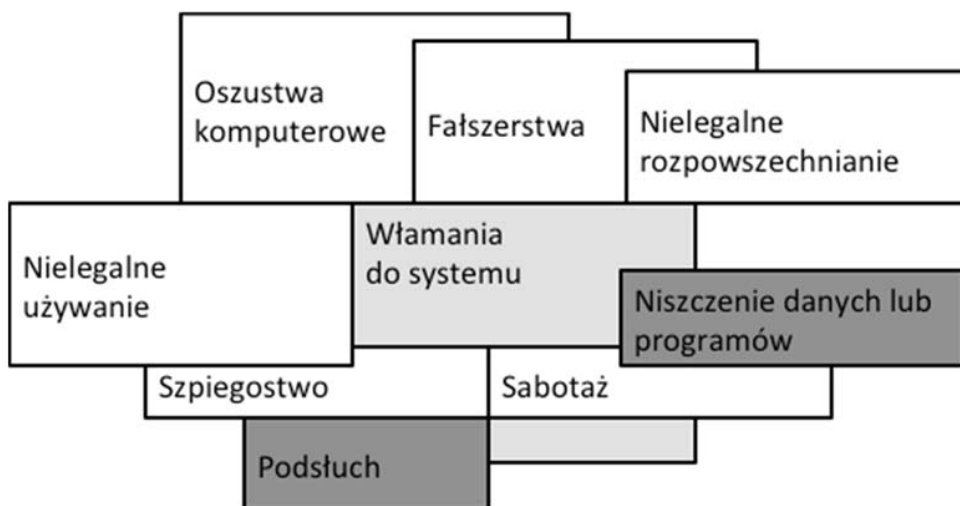 Oszustwa
komputerowe
Fałszerstwa
Nielegalne
rozpowszechnianie
Nielegalne
używanie
Włamania
do systemu
Niszczenie danych lub
programów
Szpiegostwo
Sabotaż
Podsłuch